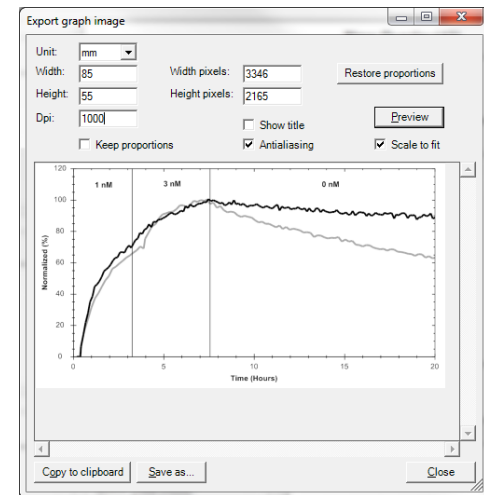 Export graph image
Unit: mm
Width: 85 Width pixels: 3346 Restore proportions
Height: 55 Height pixels: 2165
Dpi: 1000 Show title Preview
Keep proportions Antialiasing Scale to fit
120
1 nM 3 nM 0 nM
100
80
60
40
20
0
Normalized (%)
0 5 10 15 20
Time (Hours)
Copy to clipboard Save as... Close